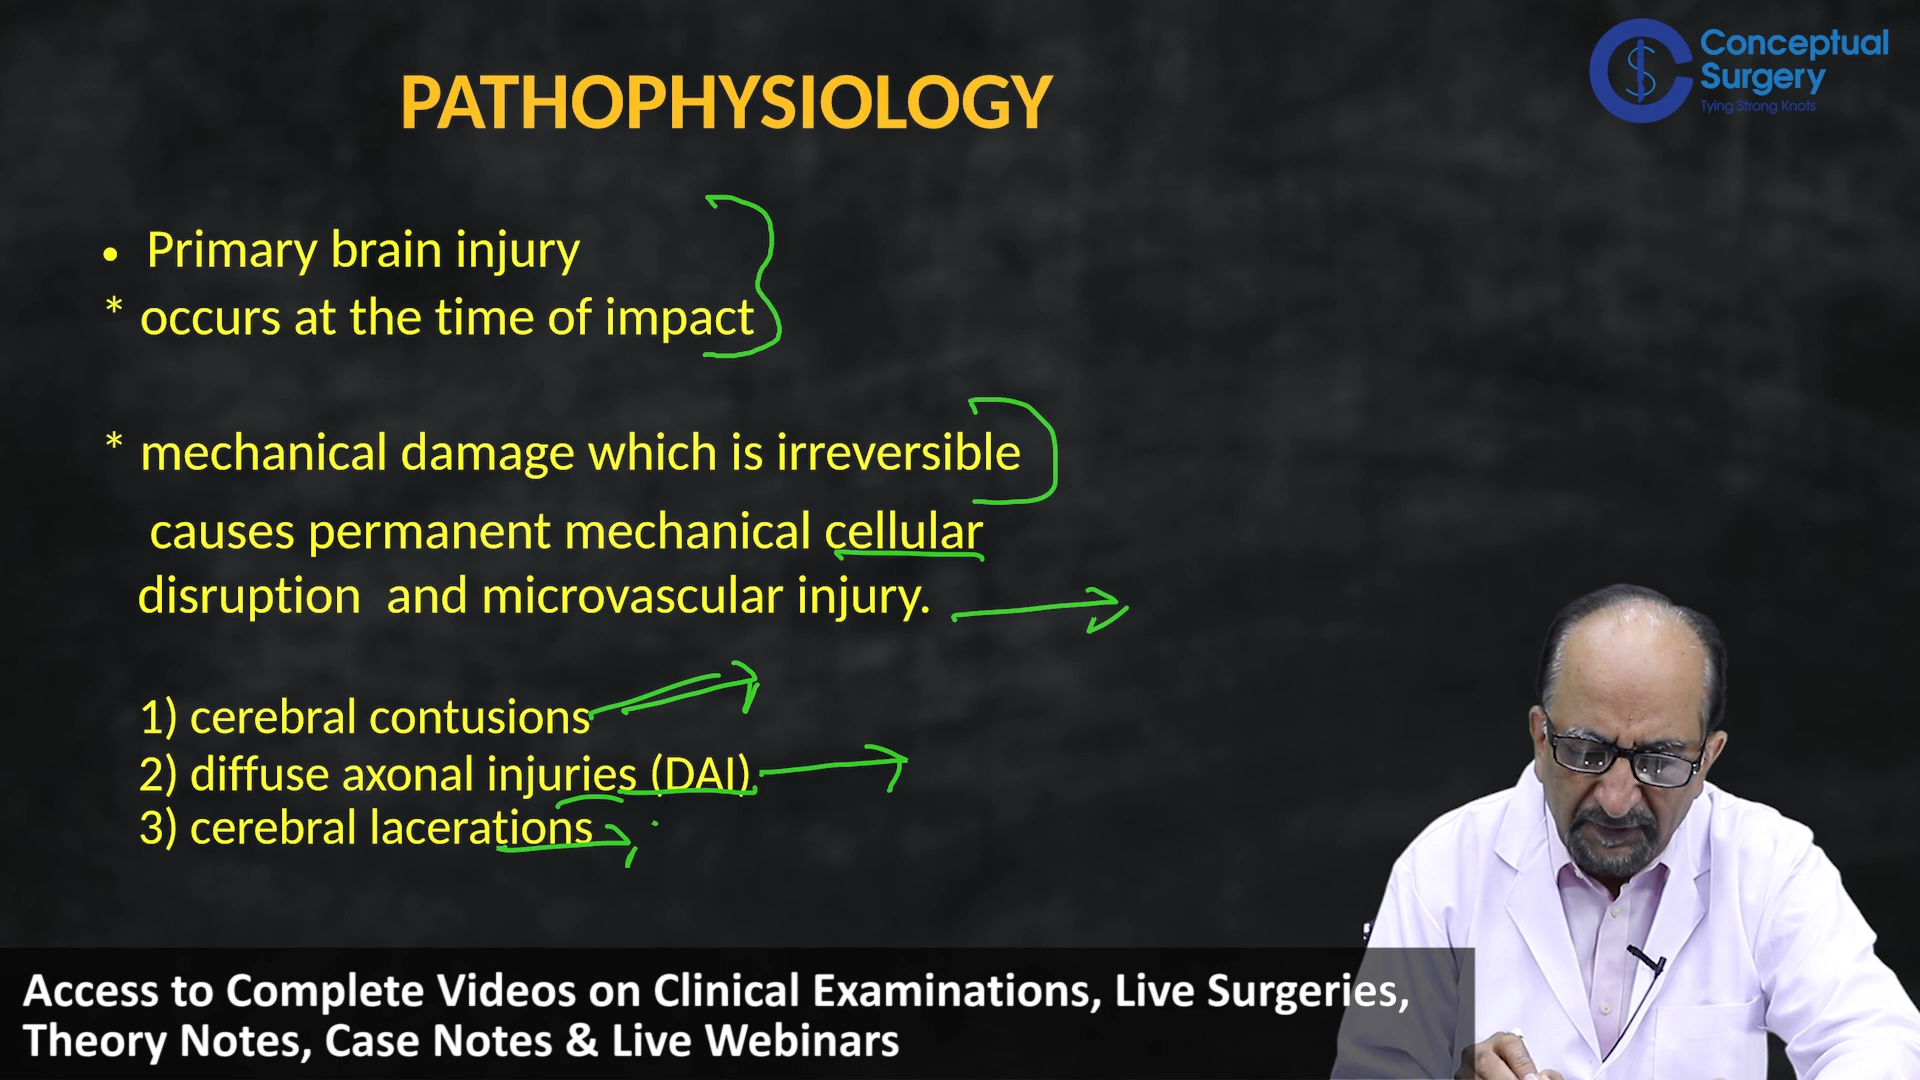 Conceptual
Surgery
Tying Strong Knots
PATHOPHYSIOLOGY
• Primary brain injury
* occurs at the time of impact
* mechanical damage which is irreversible
causes permanent mechanical cellular
disruption and microvascular injury.
1) cerebral contusions
2) diffuse axonal injuries (DAI)
3) cerebral lacerations
Access to Complete Videos on Clinical Examinations, Live Surgeries,
Theory Notes, Case Notes & Live Webinars